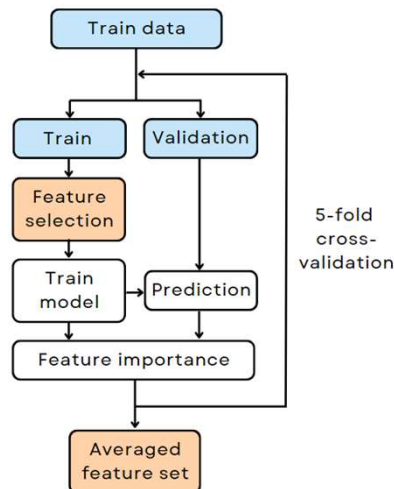 Train data
Train
Validation
Feature
selection
Train
model
Prediction
Feature importance
Averaged
feature set
5-fold
cross-
validation